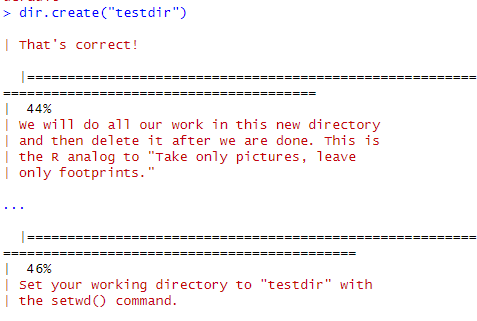 > dir.create("testdir")
| That's correct!
|========================================================
=======================================
| 44%
| We will do all our work in this new directory
| and then delete it after we are done. This is
| the R analog to "Take only pictures, leave
| only footprints."
...
|========================================================
============================================
| 46%
| Set your working directory to "testdir" with
| the setwd() command.